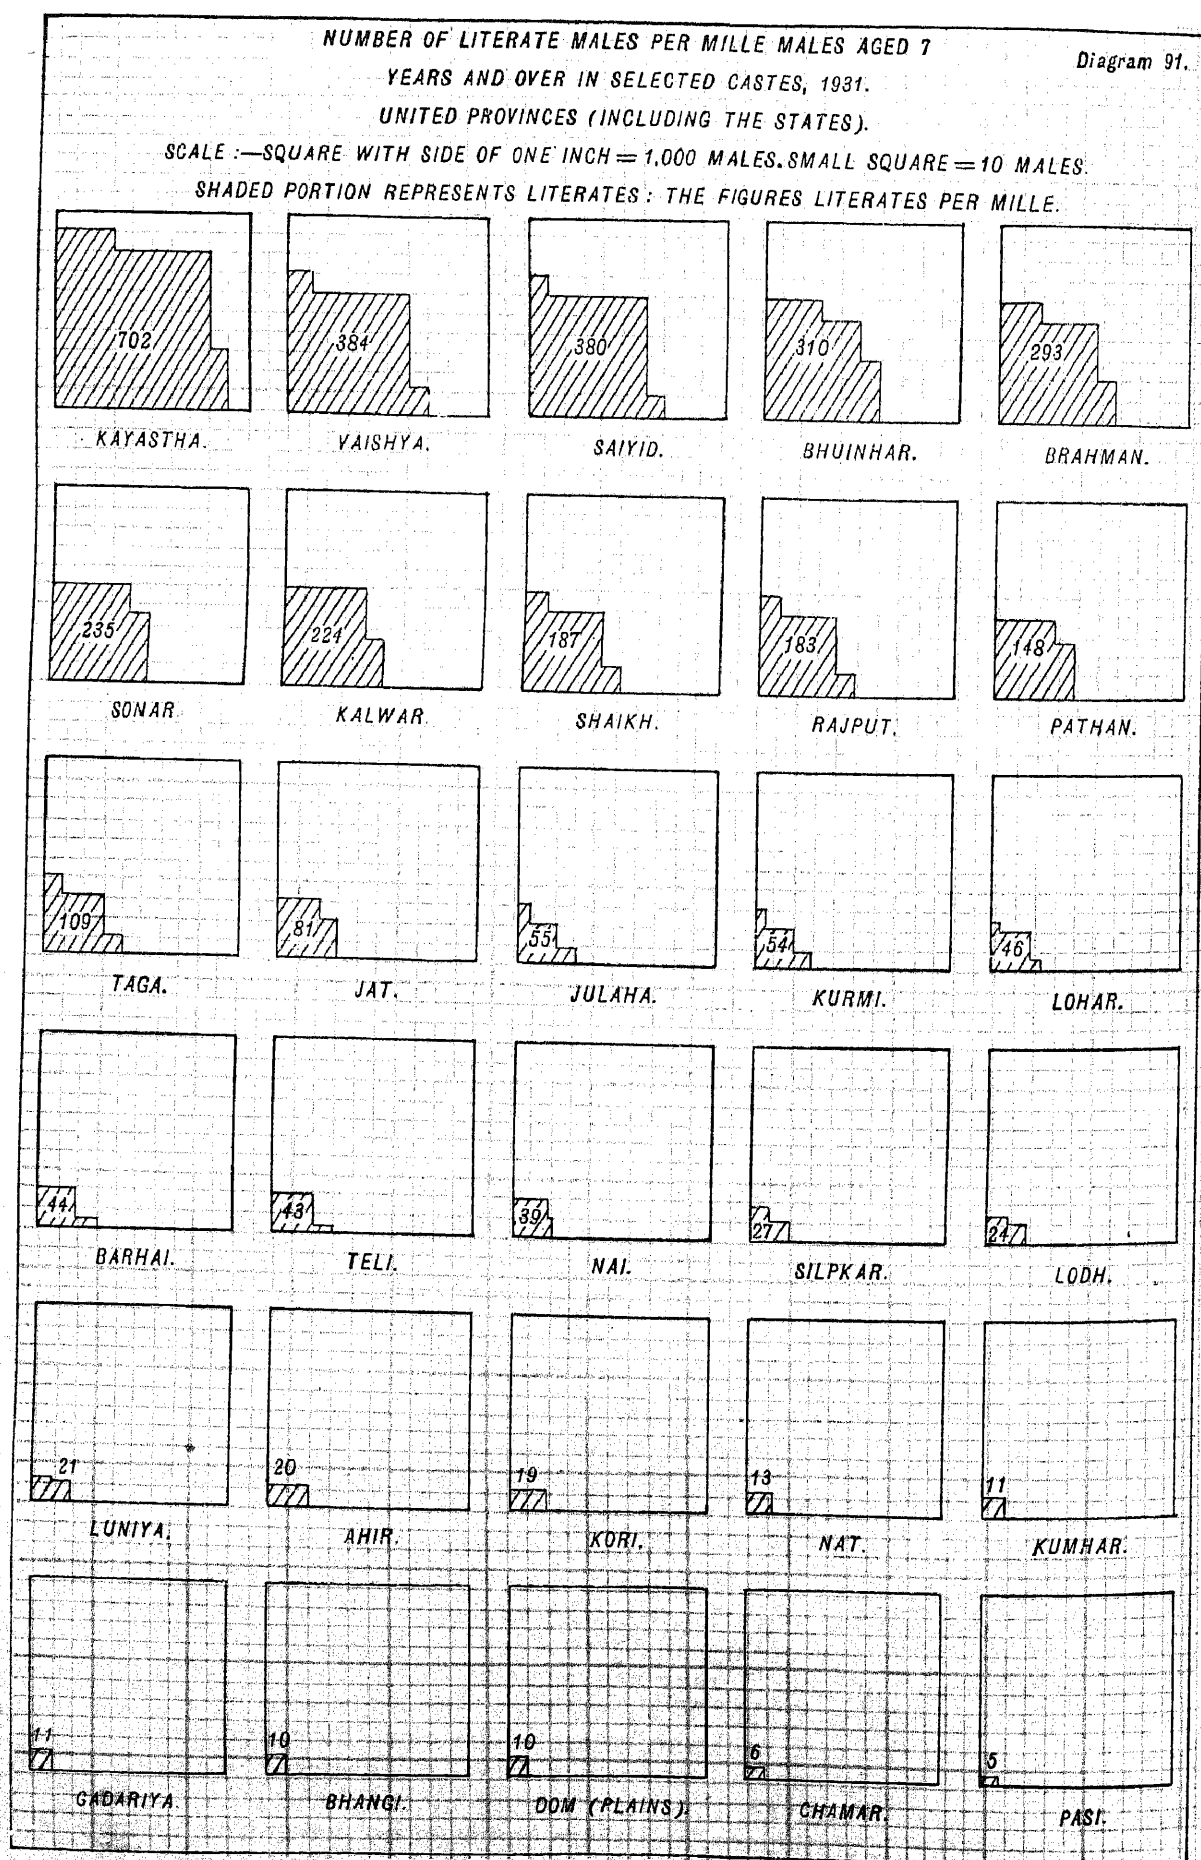 NUMBER OF LITERATE MALES PER MILLE MALES AGED 7
Diagram 91.
YEARS AND OVER IN SELECTED CASTES, 1931.
UNITED PROVINCES (INCLUDING THE STATES).
SCALE :—SQUARE WITH SIDE OF ONE INCH = 1,000 MALES. SMALL SQUARE = 10 MALES.
SHADED PORTION REPRESENTS LITERATES : THE FIGURES LITERATES PER MILLE.
702 384 380 310 293
KAYASTHA. VAISHYA. SAIYID. BHUINHAR. BRAHMAN.
235 224 187 183 148
SONAR KALWAR SHAIKH. RAJPUT. PATHAN.
109 81 55 54 46
TAGA. JAT. JULAHA. KURMI. LOHAR.
44 43 39 27 24
BARHAI. TELI. NAI. SILPKAR. LODH.
21 20 19 13 11
LUNIYA. AHIR. KORI. NAT. KUMHAR.
11 10 10 6 5
GADARIYA BHANGI. DOM (PLAINS). CHAMAR. PASI.